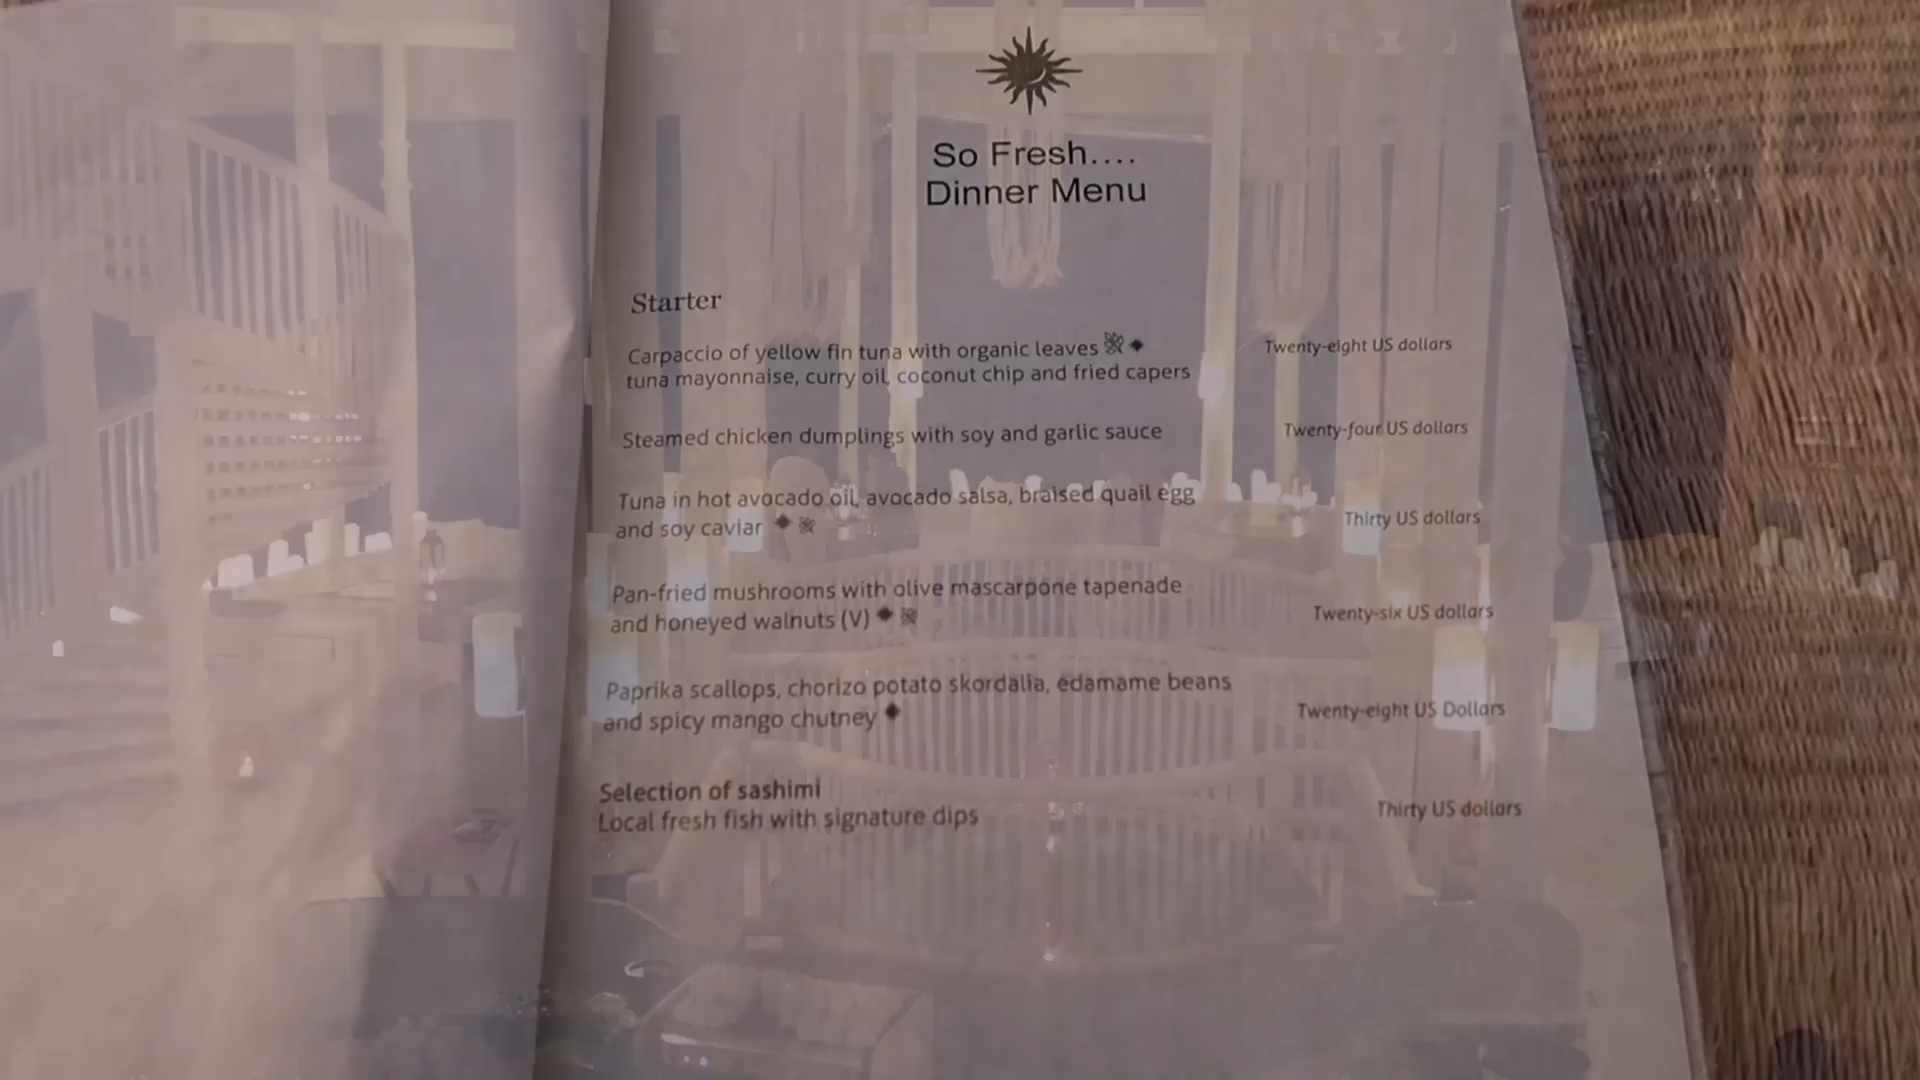 So Fresh....
Dinner Menu
Starter
Carpaccio of yellow fin tuna with organic leaves
tuna mayonnaise, curry oil, coconut chip and fried capers
Twenty-eight US dollars
Steamed chicken dumplings with soy and garlic sauce
Twenty-four US dollars
Tuna in hot avocado oil, avocado salsa, braised quail egg
and soy caviar
Thirty US dollars
Pan-fried mushrooms with olive mascarpone tapenade
and honeyed walnuts (V)
Twenty-six US dollars
Paprika scallops, chorizo potato skordalia, edamame beans
and spicy mango chutney
Twenty-eight US Dollars
Selection of sashimi
Local fresh fish with signature dips
Thirty US dollars